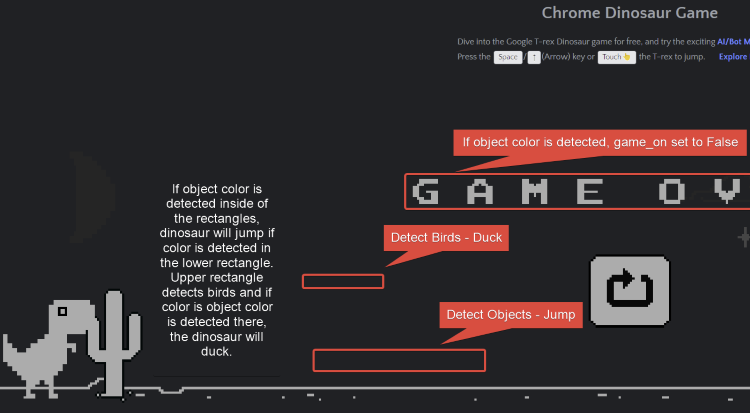 Chrome Dinosaur Game
Dive into the Google T-rex Dinosaur game for free, and try the exciting AI/Bot M
Press the Space / ↑ (Arrow) key or Touch 👆 the T-rex to jump. Explore
If object color is detected, game_on set to False
GAME OV
If object color is
detected inside of
the rectangles,
dinosaur will jump if
color is detected in
the lower rectangle.
Upper rectangle
detects birds and if
color is object color
is detected there,
the dinosaur will
duck.
Detect Birds - Duck
Detect Objects - Jump